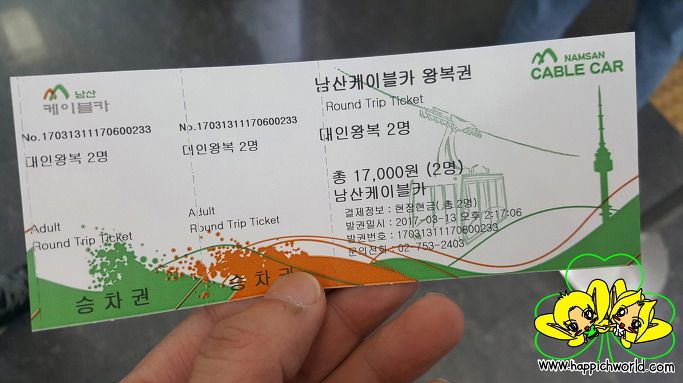 남산
케이블카
No.17031311170600233
대인왕복 2명
Adult
Round Trip Ticket
승차권
No.17031311170600233
대인왕복 2명
Adult
Round Trip Ticket
승차권
남산케이블카 왕복권
Round Trip Ticket
대인왕복 2명
총 17,000원 (2명)
남산케이블카
결제정보 : 현장현금( 총 2명)
발권일시 : 2017-03-13 오후 2:17:06
발권번호 : 17031311170600233
문의전화 : 02-753-2403
NAMSAN
CABLE CAR
www.happichworld.com